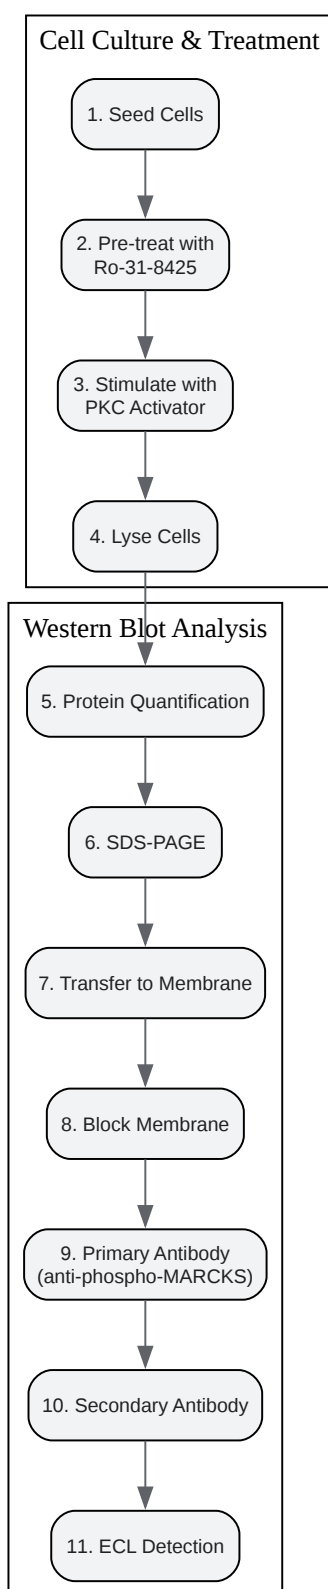 Cell Culture & Treatment
1. Seed Cells
2. Pre-treat with
Ro-31-8425
3. Stimulate with
PKC Activator
4. Lyse Cells
Western Blot Analysis
5. Protein Quantification
6. SDS-PAGE
7. Transfer to Membrane
8. Block Membrane
9. Primary Antibody
(anti-phospho-MARCKS)
10. Secondary Antibody
11. ECL Detection